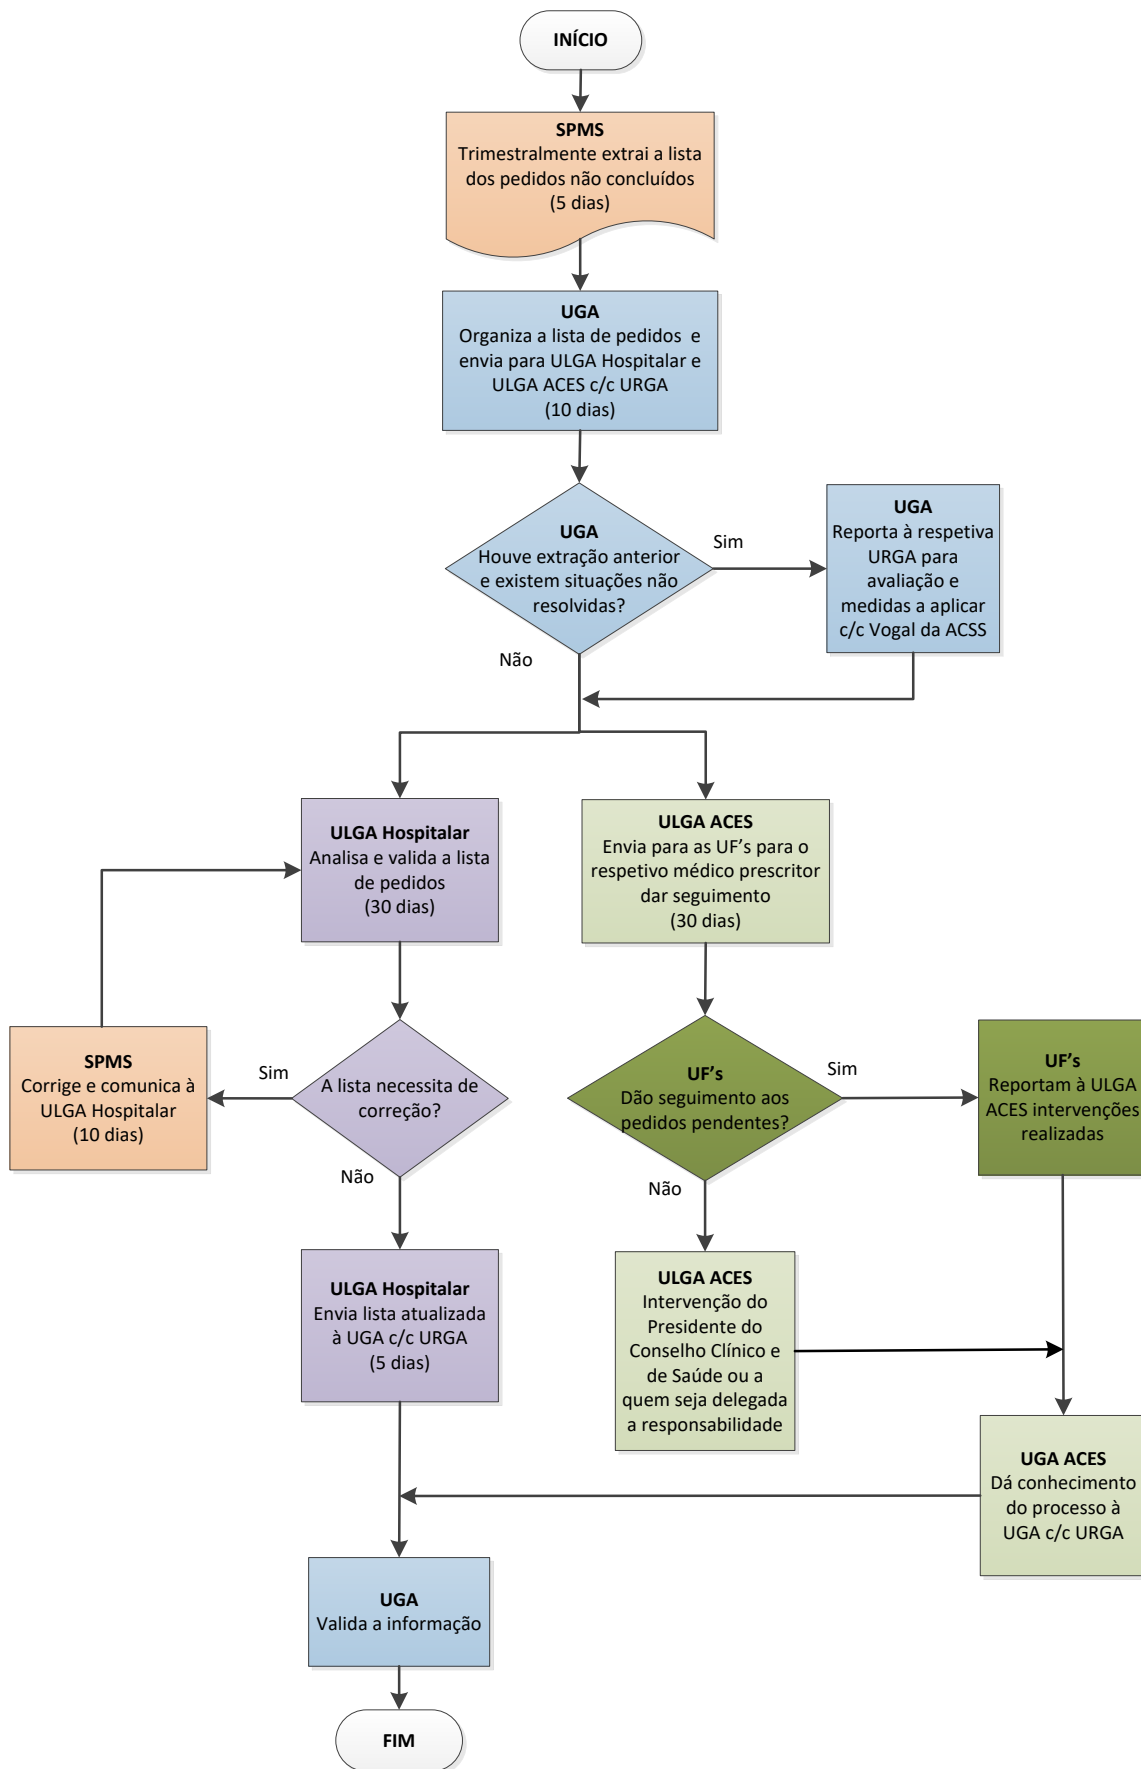 INÍCIO
SPMS
Trimestralmente extrai a lista
dos pedidos não concluídos
(5 dias)
UGA
Organiza a lista de pedidos e
envia para ULGA Hospitalar e
ULGA ACES c/c URGA
(10 dias)
UGA
Houve extração anterior
e existem situações não
resolvidas?
Sim
UGA
Reporta à respetiva
URGA para
avaliação e
medidas a aplicar
c/c Vogal da ACSS
Não
ULGA Hospitalar
Analisa e valida a lista
de pedidos
(30 dias)
ULGA ACES
Envia para as UF's para o
respetivo médico prescritor
dar seguimento
(30 dias)
SPMS
Corrige e comunica à
ULGA Hospitalar
(10 dias)
Sim
A lista necessita de
correção?
Não
UF's
Dão seguimento aos
pedidos pendentes?
Sim
UF's
Reportam à ULGA
ACES intervenções
realizadas
Não
ULGA Hospitalar
Envia lista atualizada
à UGA c/c URGA
(5 dias)
ULGA ACES
Intervenção do
Presidente do
Conselho Clínico e
de Saúde ou a
quem seja delegada
a responsabilidade
UGA ACES
Dá conhecimento
do processo à
UGA c/c URGA
UGA
Valida a informação
FIM